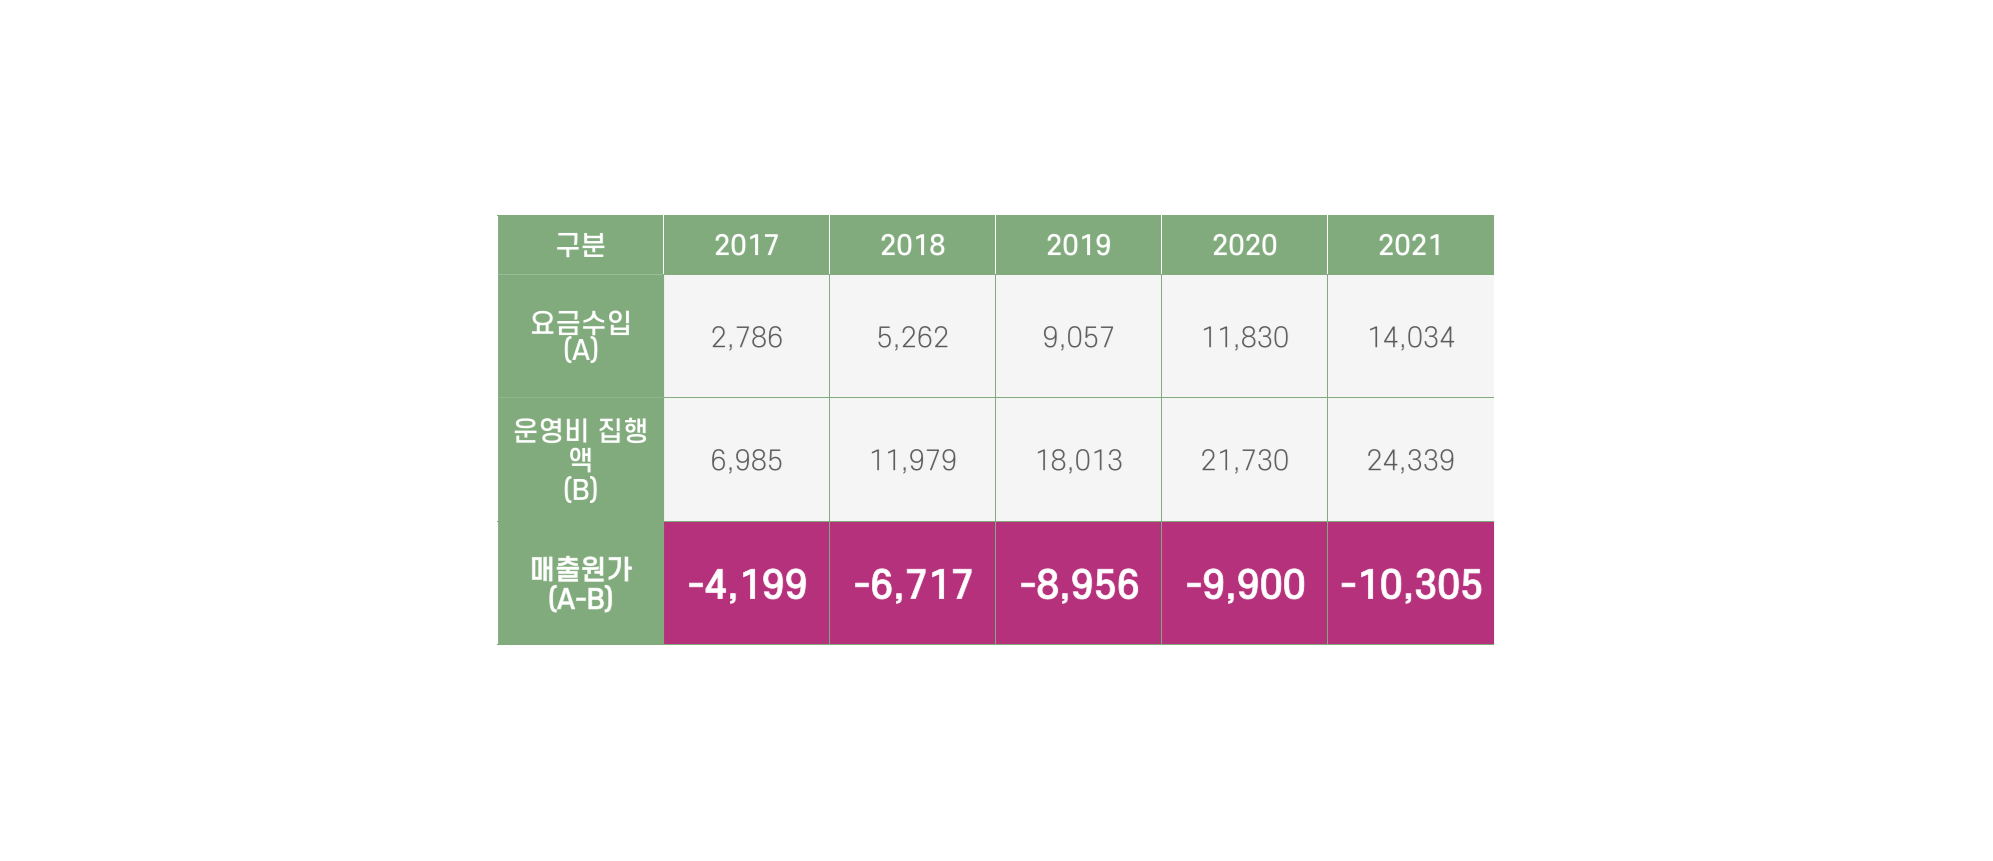 구분 2017 2018 2019 2020 2021
요금수입
(A) 2,786 5,262 9,057 11,830 14,034
운영비 집행
액
(B) 6,985 11,979 18,013 21,730 24,339
매출원가
(A-B) -4,199 -6,717 -8,956 -9,900 -10,305